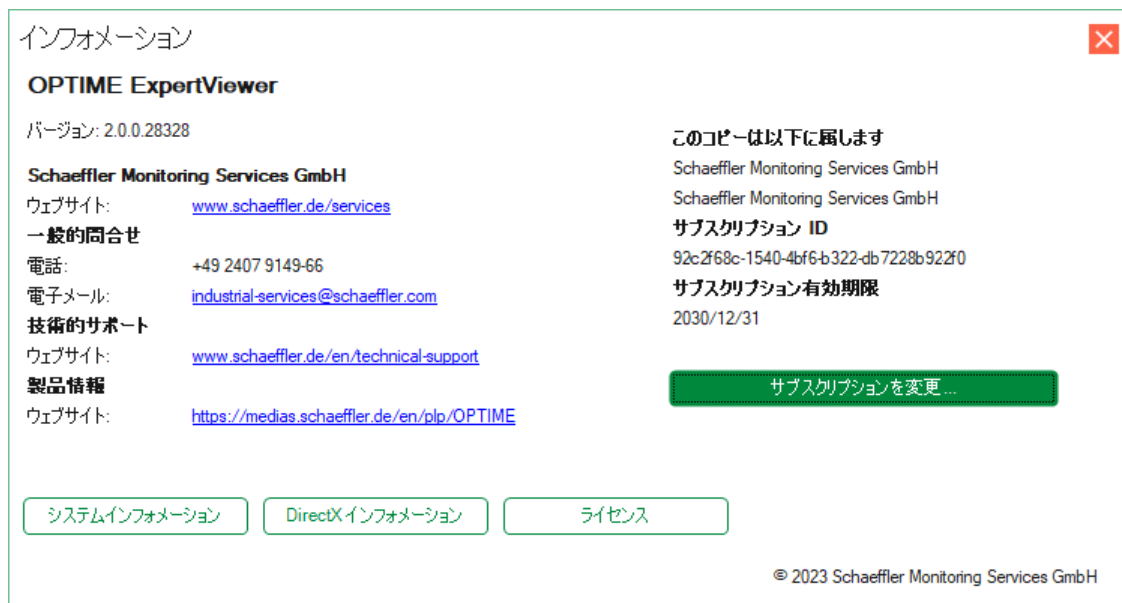 インフォメーション
OPTIME ExpertViewer
バージョン: 2.0.0.28328
Schaeffler Monitoring Services GmbH
ウェブサイト: www.schaeffler.de/services
一般的問合せ
電話: +49 2407 9149-66
電子メール: industrial-services@schaeffler.com
技術的サポート
ウェブサイト: www.schaeffler.de/en/technical-support
製品情報
ウェブサイト: https://medias.schaeffler.de/en/plp/OPTIME
このコピーは以下に属します
Schaeffler Monitoring Services GmbH
Schaeffler Monitoring Services GmbH
サブスクリプション ID
92c2f68c-1540-4bf6-b322-db7228b922f0
サブスクリプション有効期限
2030/12/31
サブスクリプションを変更...
システムインフォメーション
DirectX インフォメーション
ライセンス
© 2023 Schaeffler Monitoring Services GmbH